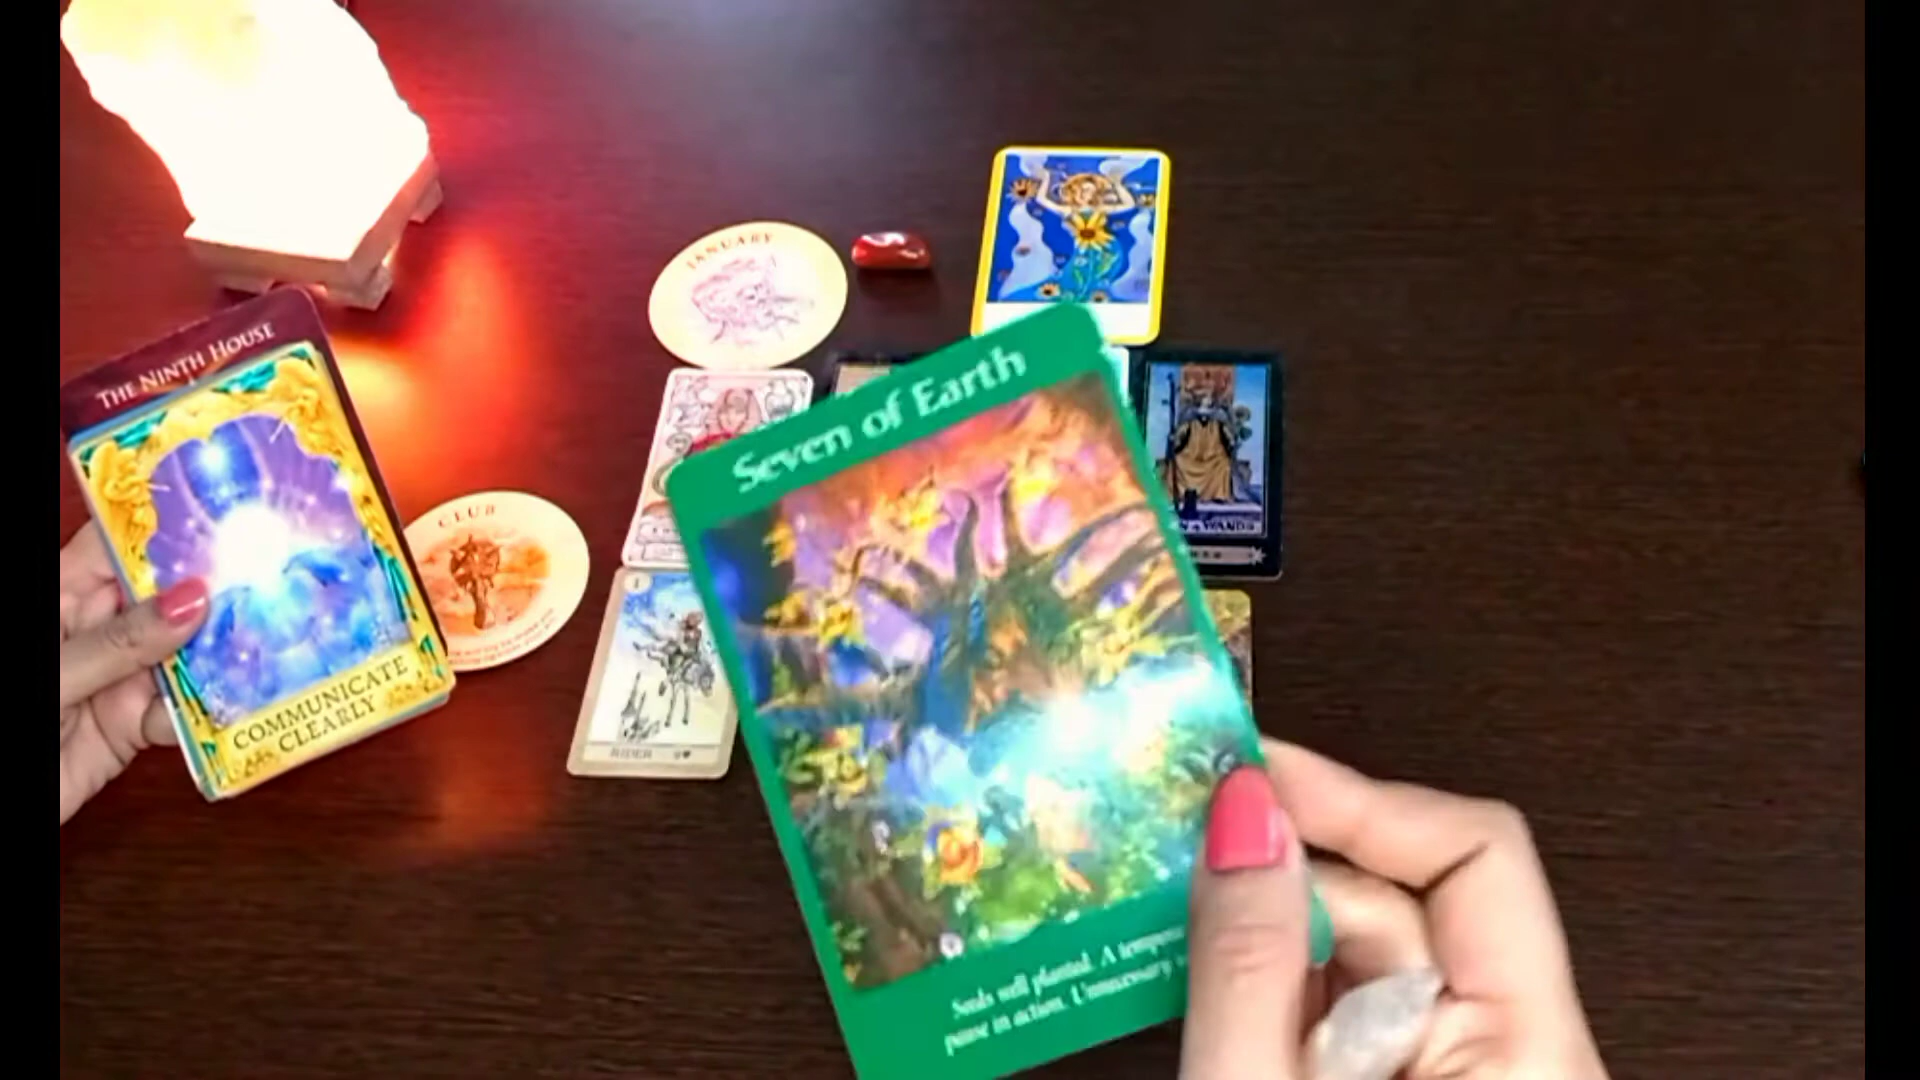 THE NINTH HOUSE
COMMUNICATE
CLEARLY
CLUB
JANUARY
1
RIDER
Seven of Earth
Seeds well planted. A
pause in action. Unnecessary
WANDS